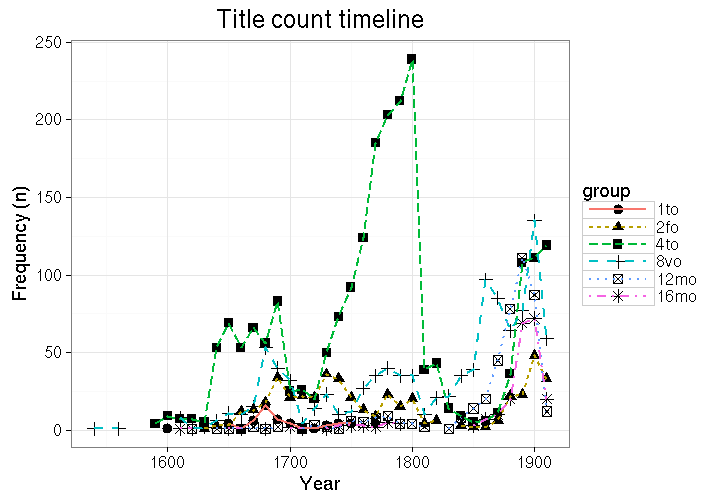 Title count timeline
Frequency (n)
250
200
150
100
50
0
1600
1700
1800
1900
Year
group
1to
2fo
4to
8vo
12mo
16mo